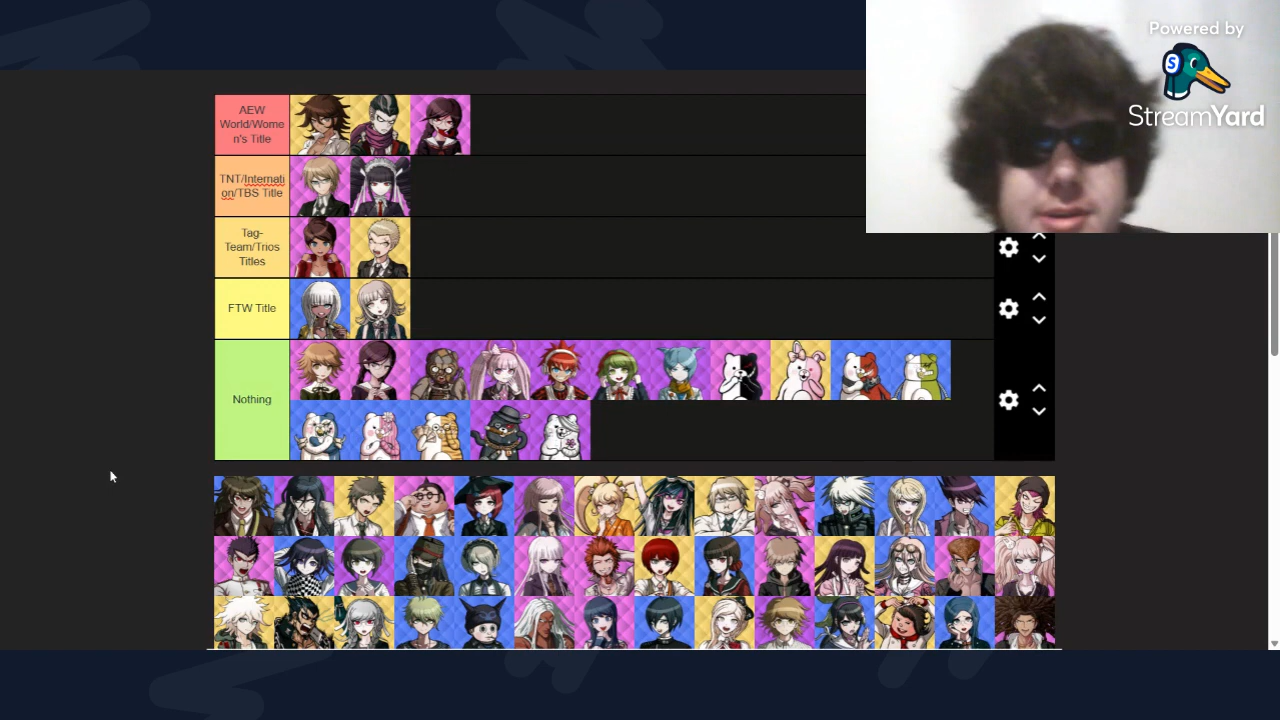 Powered by
StreamYard
AEW
World/Wome
n's Title
TNT/Internati
on/TBS Title
Tag-
Team/Trios
Titles
FTW Title
Nothing